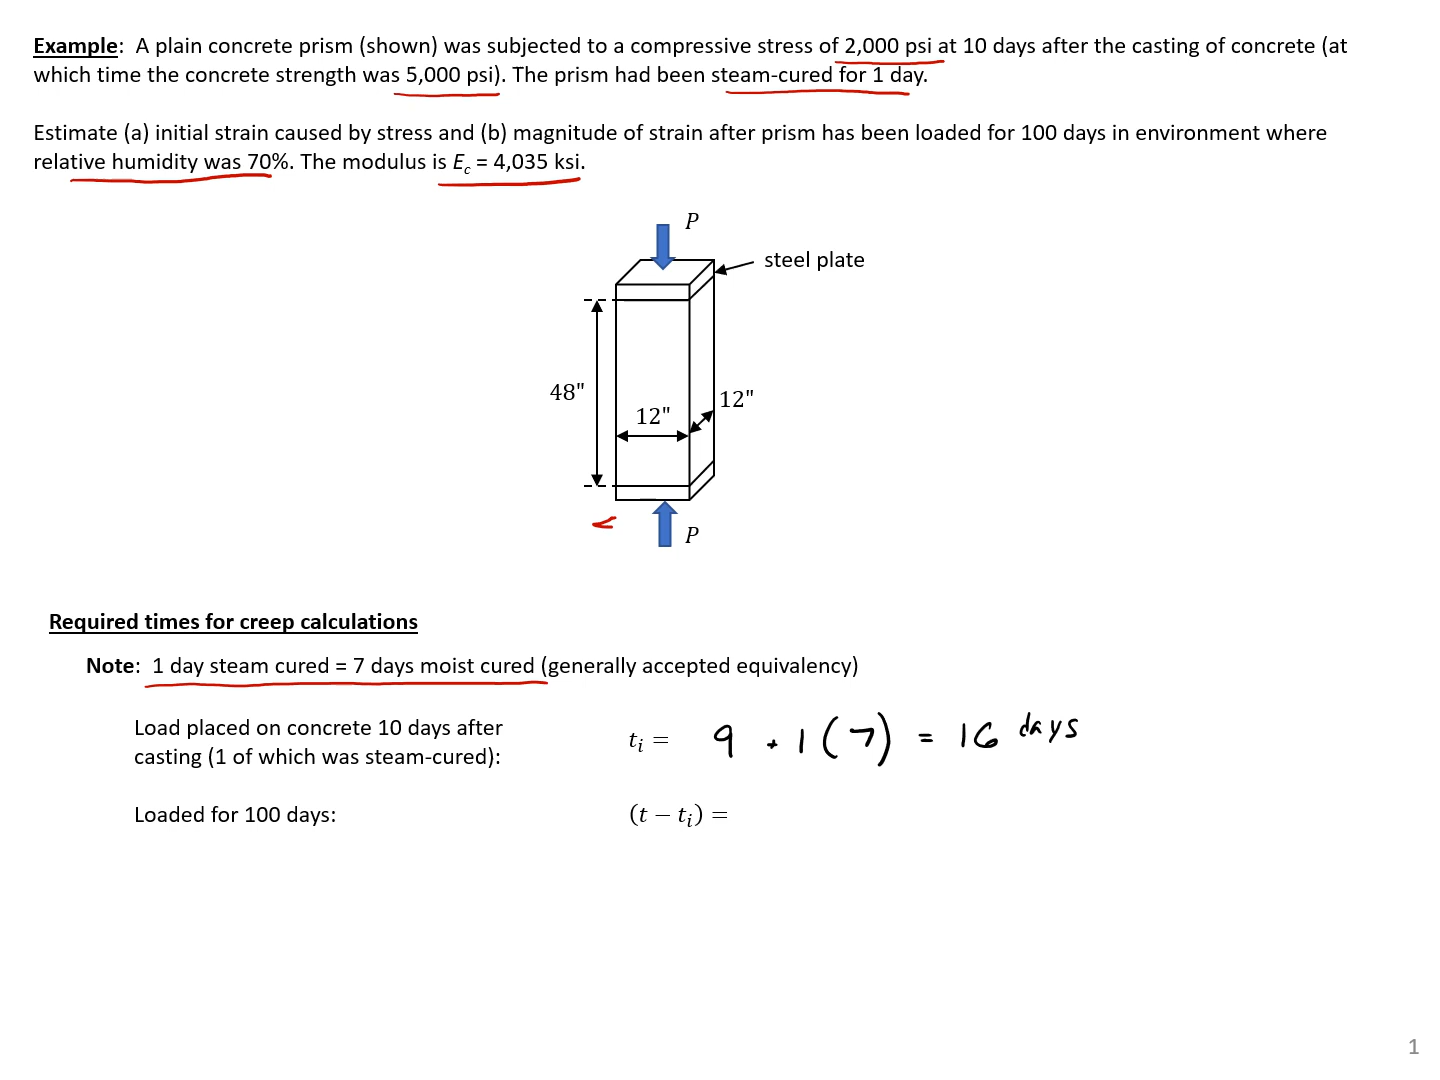 Example: A plain concrete prism (shown) was subjected to a compressive stress of 2,000 psi at 10 days after the casting of concrete (at
which time the concrete strength was 5,000 psi). The prism had been steam-cured for 1 day.
Estimate (a) initial strain caused by stress and (b) magnitude of strain after prism has been loaded for 100 days in environment where
relative humidity was 70%. The modulus is E_c = 4,035 ksi.
P
steel plate
48"
12"
12"
P
Required times for creep calculations
Note: 1 day steam cured = 7 days moist cured (generally accepted equivalency)
Load placed on concrete 10 days after
casting (1 of which was steam-cured):
t_i = 9 + 1 (7) = 16 days
Loaded for 100 days:
(t − t_i) =
1